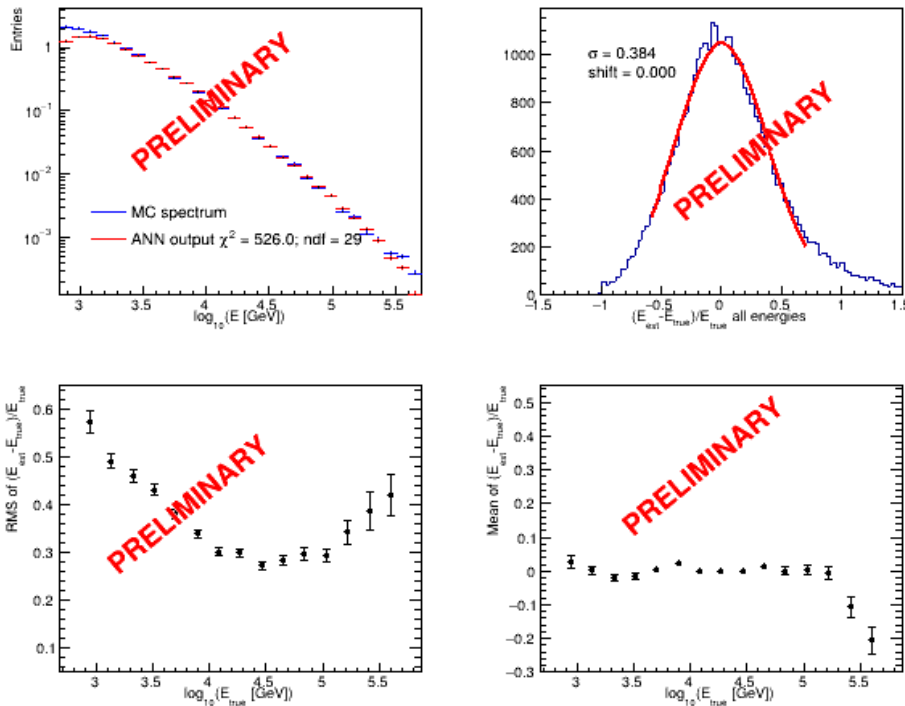 Entries
1
10⁻¹
10⁻²
10⁻³
PRELIMINARY
MC spectrum
ANN output χ² = 526.0; ndf = 29
3 3.5 4 4.5 5 5.5
log₁₀(E [GeV])
1000
800
600
400
200
0
σ = 0.384
shift = 0.000
PRELIMINARY
−1.5 −1 −0.5 0 0.5 1 1.5
(E_ext-E_true)/E_true all energies
RMS of (E_ext-E_true)/E_true
0.6
0.5
0.4
0.3
0.2
0.1
PRELIMINARY
3 3.5 4 4.5 5 5.5
log₁₀(E_true [GeV])
Mean of (E_ext-E_true)/E_true
0.5
0.4
0.3
0.2
0.1
0
−0.1
−0.2
−0.3
PRELIMINARY
3 3.5 4 4.5 5 5.5
log₁₀(E_true [GeV])